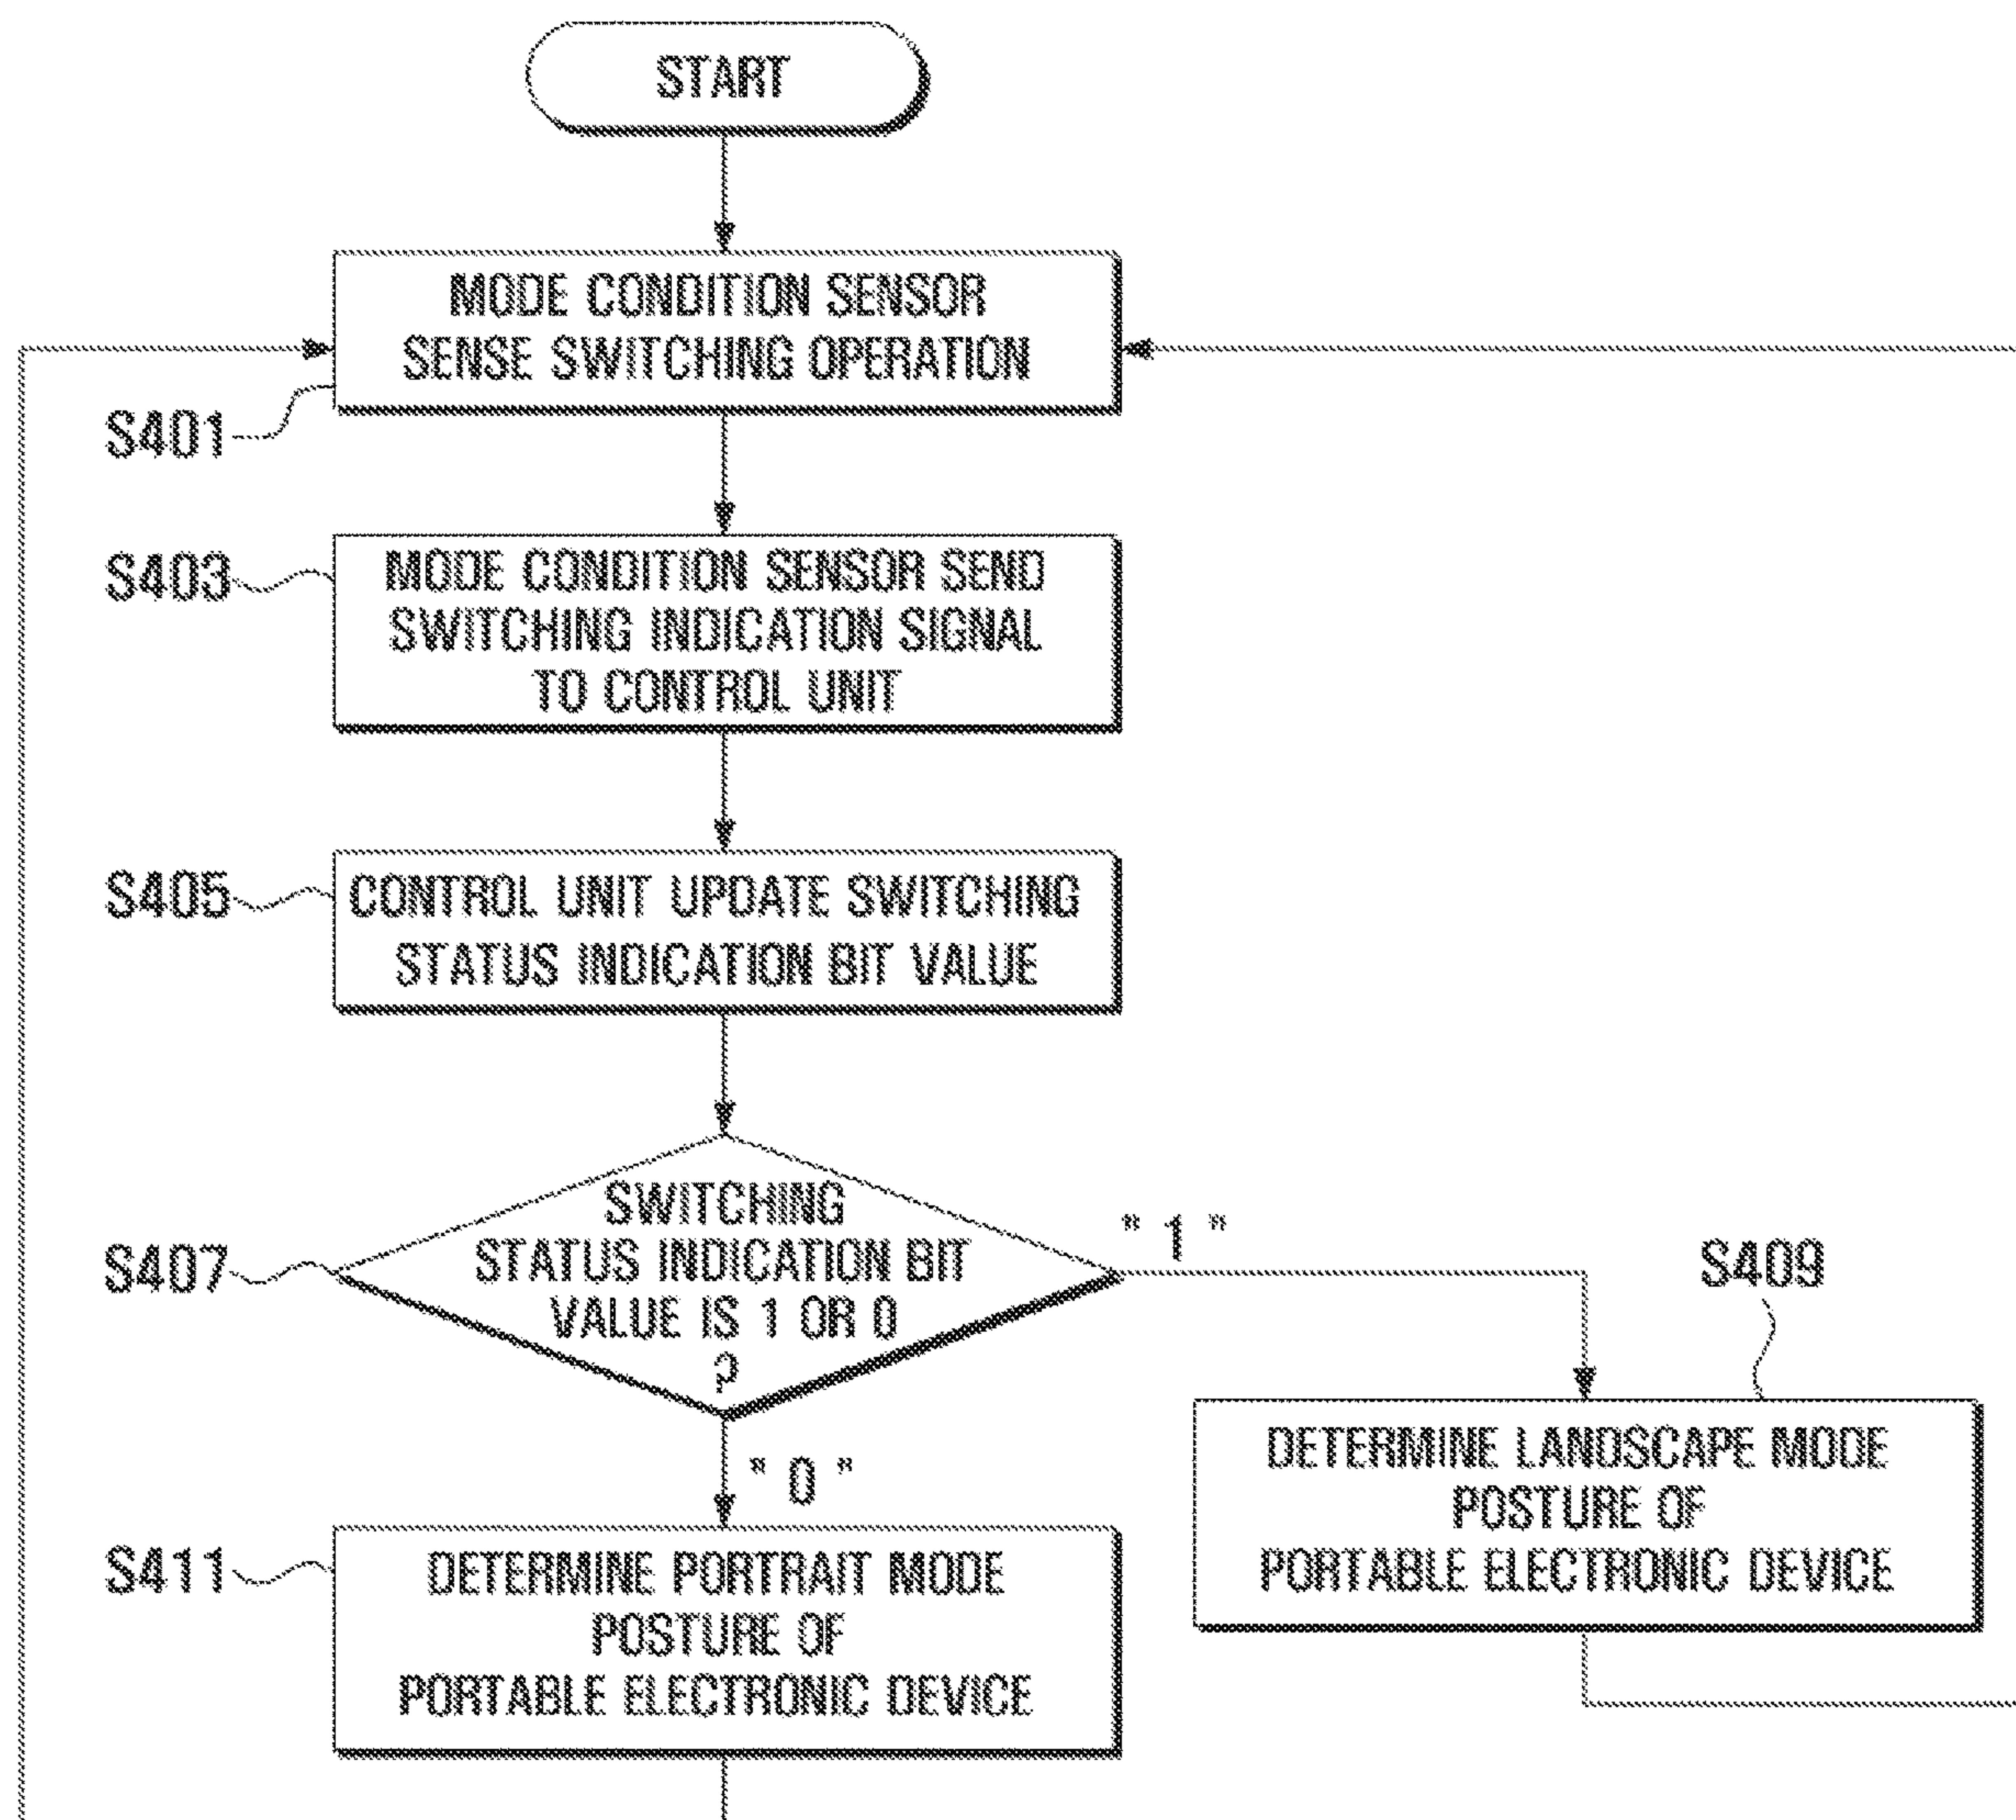 START
MODE CONDITION SENSOR
SENSE SWITCHING OPERATION
S401
S403
MODE CONDITION SENSOR SEND
SWITCHING INDICATION SIGNAL
TO CONTROL UNIT
S405
CONTROL UNIT UPDATE SWITCHING
STATUS INDICATION BIT VALUE
S407
SWITCHING
STATUS INDICATION BIT
VALUE IS 1 OR 0
?
" 1 "
S409
DETERMINE LANDSCAPE MODE
POSTURE OF
PORTABLE ELECTRONIC DEVICE
" 0 "
S411
DETERMINE PORTRAIT MODE
POSTURE OF
PORTABLE ELECTRONIC DEVICE